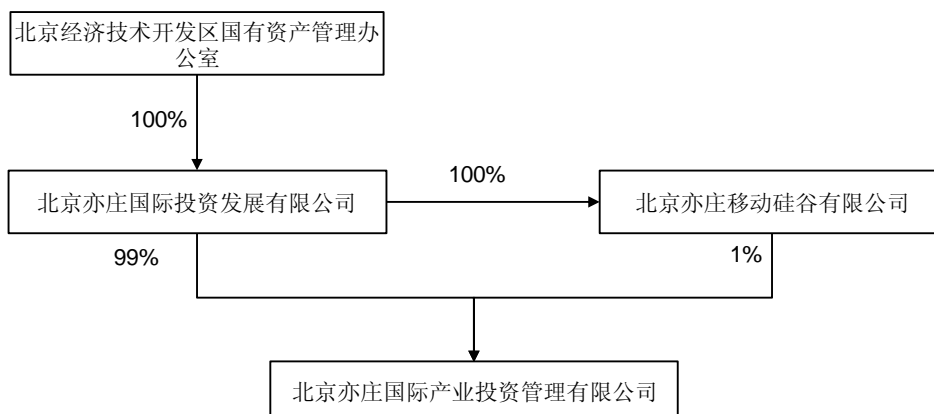 北京经济技术开发区国有资产管理办
公室
100%
北京亦庄国际投资发展有限公司
100%
北京亦庄移动硅谷有限公司
99%
1%
北京亦庄国际产业投资管理有限公司